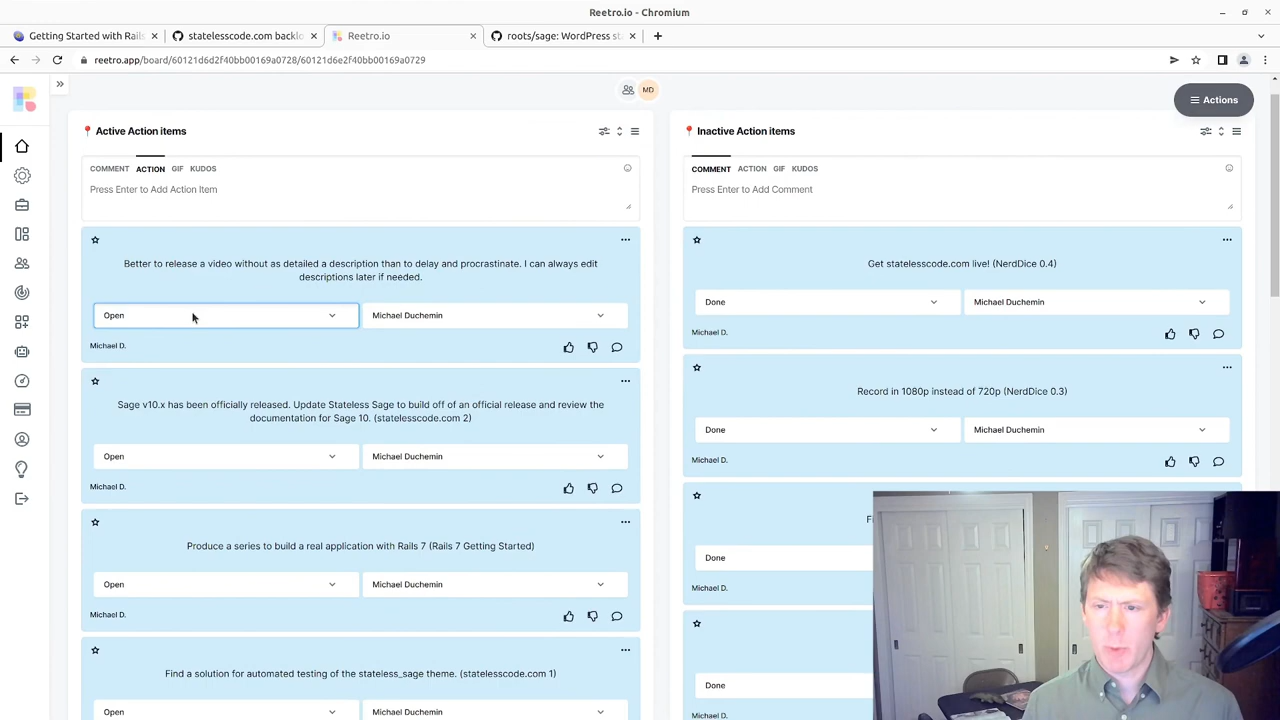 Reetro.io - Chromium
Getting Started with Rails
statelesscode.com backlo
Reetro.io
roots/sage: WordPress st
reetro.app/board/60121d6d2f40bb00169a0728/60121d6e2f40bb00169a0729
MD
Actions
Active Action items
COMMENT ACTION GIF KUDOS
Press Enter to Add Action Item
Better to release a video without as detailed a description than to delay and procrastinate. I can always edit
descriptions later if needed.
Open
Michael Duchemin
Michael D.
Sage v10.x has been officially released. Update Stateless Sage to build off of an official release and review the
documentation for Sage 10. (statelesscode.com 2)
Open
Michael Duchemin
Michael D.
Produce a series to build a real application with Rails 7 (Rails 7 Getting Started)
Open
Michael Duchemin
Michael D.
Find a solution for automated testing of the stateless_sage theme. (statelesscode.com 1)
Open
Michael Duchemin
Inactive Action items
COMMENT ACTION GIF KUDOS
Press Enter to Add Comment
Get statelesscode.com live! (NerdDice 0.4)
Done
Michael Duchemin
Michael D.
Record in 1080p instead of 720p (NerdDice 0.3)
Done
Michael Duchemin
Michael D.
Done
Michael D.
Done
Michael D.